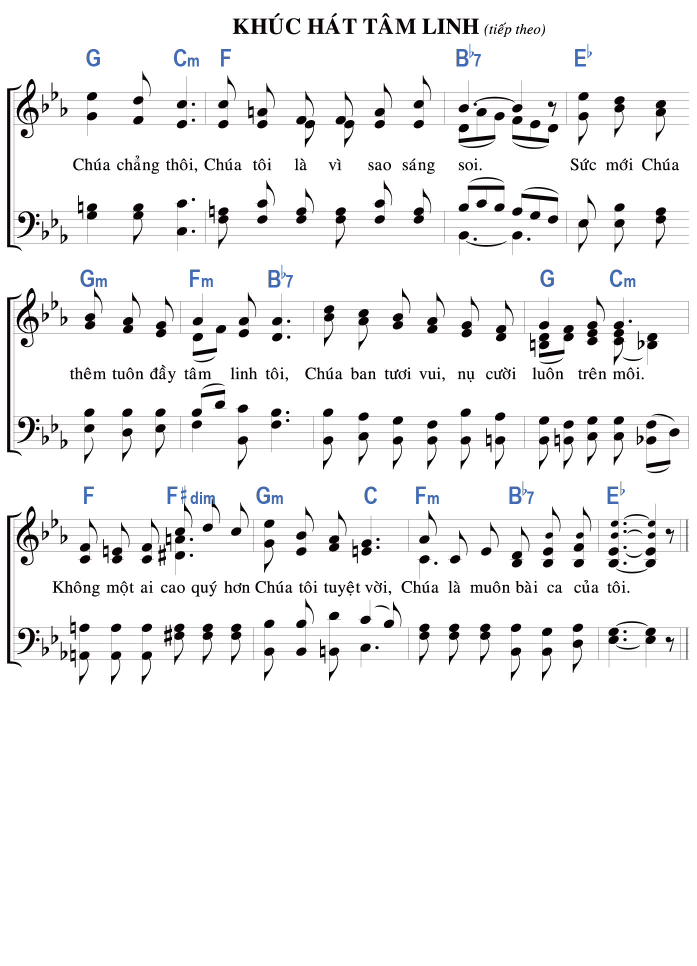 KHÚC HÁT TÂM LINH (tiếp theo)
G Cm F B♭7 E♭
Chúa chẳng thôi, Chúa tôi là vì sao sáng soi. Sức mới Chúa
Gm Fm B♭7 G Cm
thêm tuôn đầy tâm linh tôi, Chúa ban tươi vui, nụ cười luôn trên môi.
F F♯dim Gm C Fm B♭7 E♭
Không một ai cao quý hơn Chúa tôi tuyệt vời, Chúa là muôn bài ca của tôi.